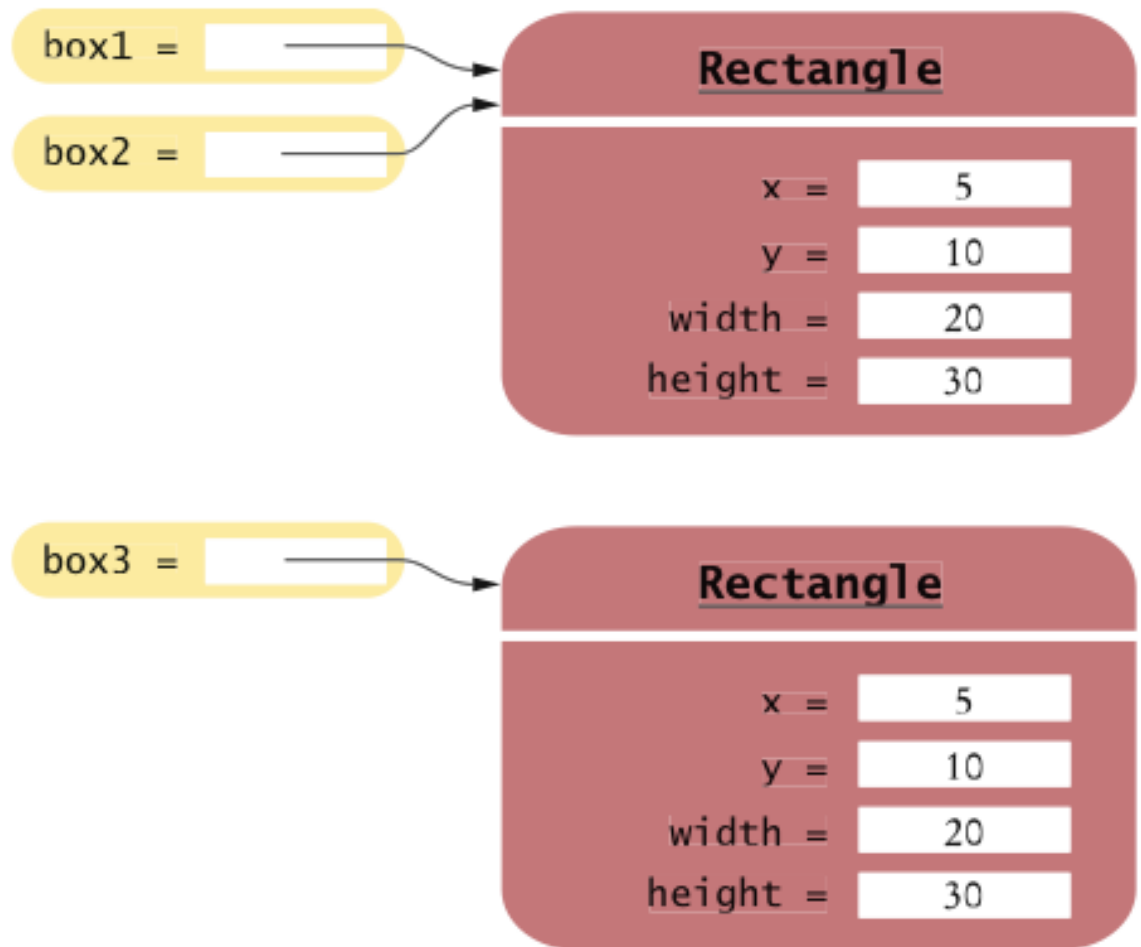 box1 =
Rectangle
box2 =
x = 5
y = 10
width = 20
height = 30
box3 =
Rectangle
x = 5
y = 10
width = 20
height = 30